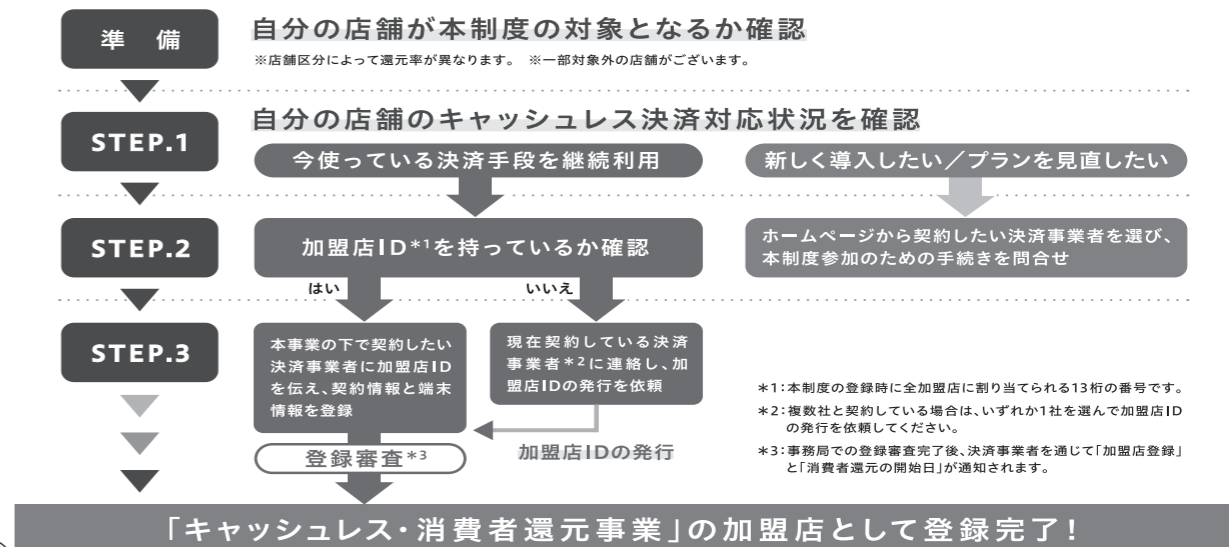 準 備
自分の店舗が本制度の対象となるか確認
※店舗区分によって還元率が異なります。 ※一部対象外の店舗がございます。
STEP.1
自分の店舗のキャッシュレス決済対応状況を確認
今使っている決済手段を継続利用
新しく導入したい／プランを見直したい
STEP.2
加盟店ID*1を持っているか確認
ホームページから契約したい決済事業者を選び、
本制度参加のための手続きを問合せ
はい
いいえ
STEP.3
本事業の下で契約したい
決済事業者に加盟店ID
を伝え、契約情報と端末
情報を登録
現在契約している決済
事業者*2に連絡し、加
盟店IDの発行を依頼
登録審査*3
加盟店IDの発行
*1：本制度の登録時に全加盟店に割り当てられる13桁の番号です。
*2：複数社と契約している場合は、いずれか1社を選んで加盟店ID
の発行を依頼してください。
*3：事務局での登録審査完了後、決済事業者を通じて「加盟店登録」
と「消費者還元の開始日」が通知されます。
「キャッシュレス・消費者還元事業」の加盟店として登録完了！